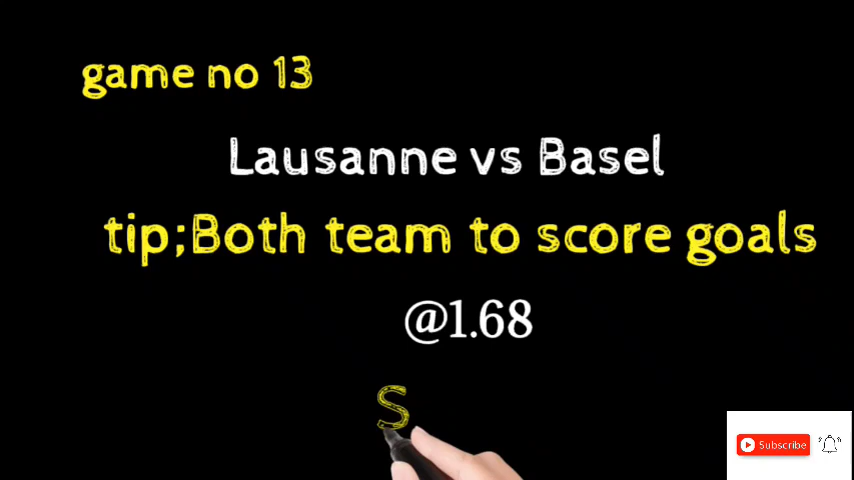 game no 13
Lausanne vs Basel
tip;Both team to score goals
@1.68
S
Subscribe